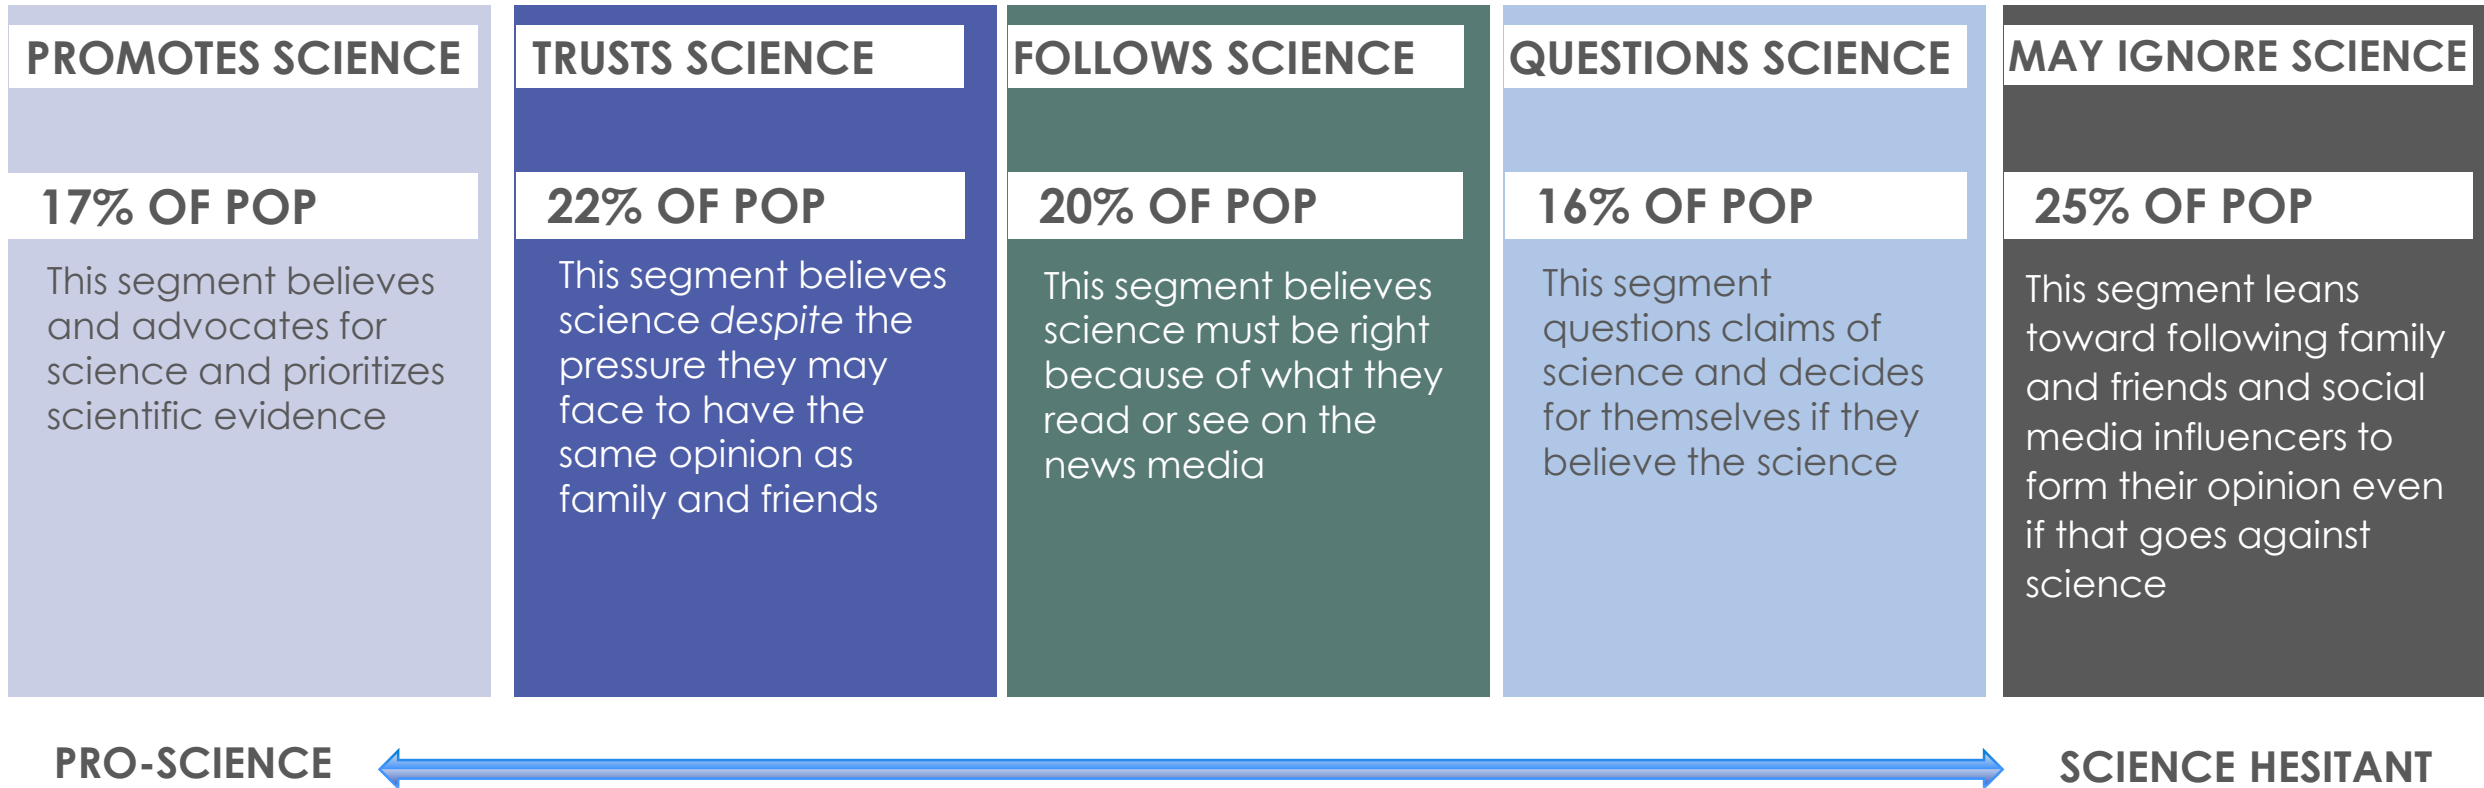 PROMOTES SCIENCE
17% OF POP
This segment believes
and advocates for
science and prioritizes
scientific evidence
TRUSTS SCIENCE
22% OF POP
This segment believes
science despite the
pressure they may
face to have the
same opinion as
family and friends
FOLLOWS SCIENCE
20% OF POP
This segment believes
science must be right
because of what they
read or see on the
news media
QUESTIONS SCIENCE
16% OF POP
This segment
questions claims of
science and decides
for themselves if they
believe the science
MAY IGNORE SCIENCE
25% OF POP
This segment leans
toward following family
and friends and social
media influencers to
form their opinion even
if that goes against
science
PRO-SCIENCE
SCIENCE HESITANT